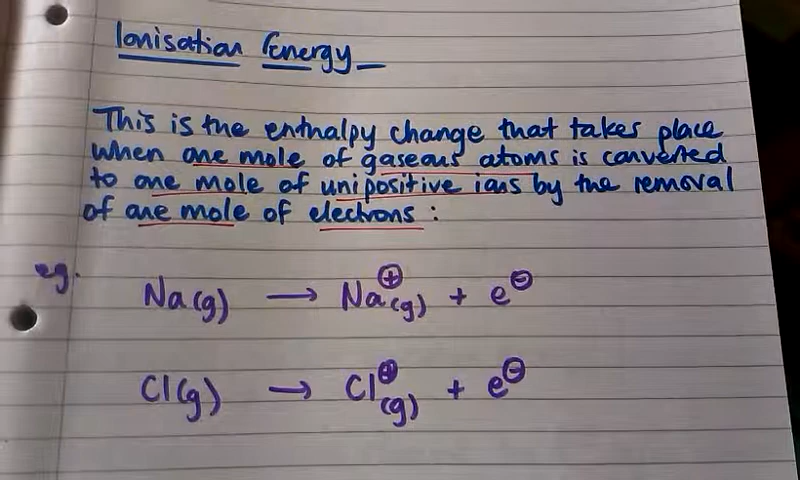 Ionisation Energy
This is the enthalpy change that takes place
when one mole of gaseous atoms is converted
to one mole of unipositive ions by the removal
of one mole of electrons :
eg. Na(g) → Na⊕(g) + e⊖
Cl(g) → Cl⊕(g) + e⊖